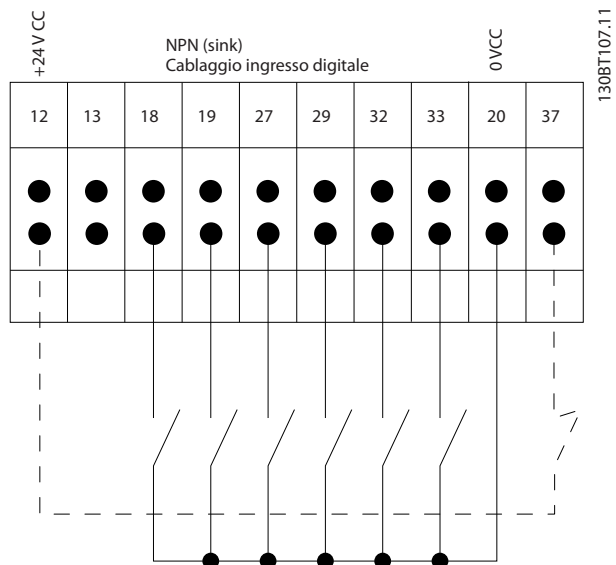 +24 V CC
NPN (sink)
Cablaggio ingresso digitale
0 VCC
130BT107.11
12 13 18 19 27 29 32 33 20 37